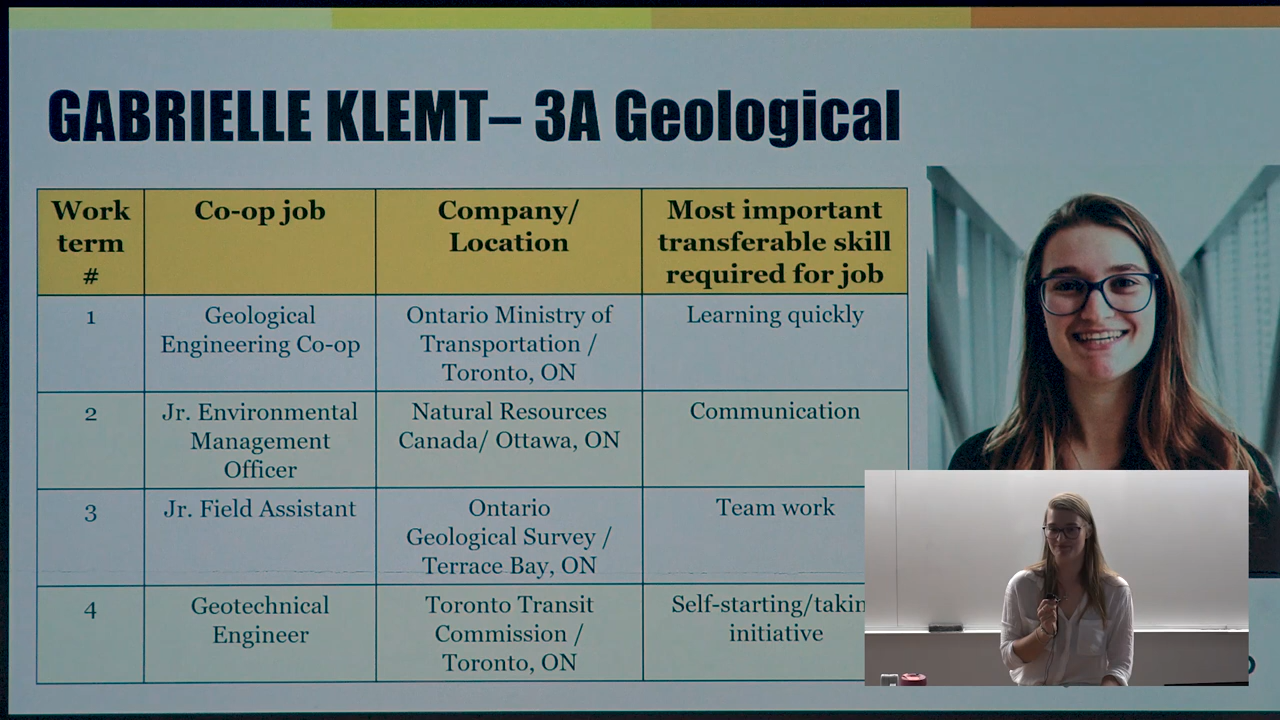 GABRIELLE KLEMT– 3A Geological
Work
term
#
Co-op job
Company/
Location
Most important
transferable skill
required for job
1
Geological
Engineering Co-op
Ontario Ministry of
Transportation /
Toronto, ON
Learning quickly
2
Jr. Environmental
Management
Officer
Natural Resources
Canada/ Ottawa, ON
Communication
3
Jr. Field Assistant
Ontario
Geological Survey /
Terrace Bay, ON
Team work
4
Geotechnical
Engineer
Toronto Transit
Commission /
Toronto, ON
Self-starting/takin
initiative